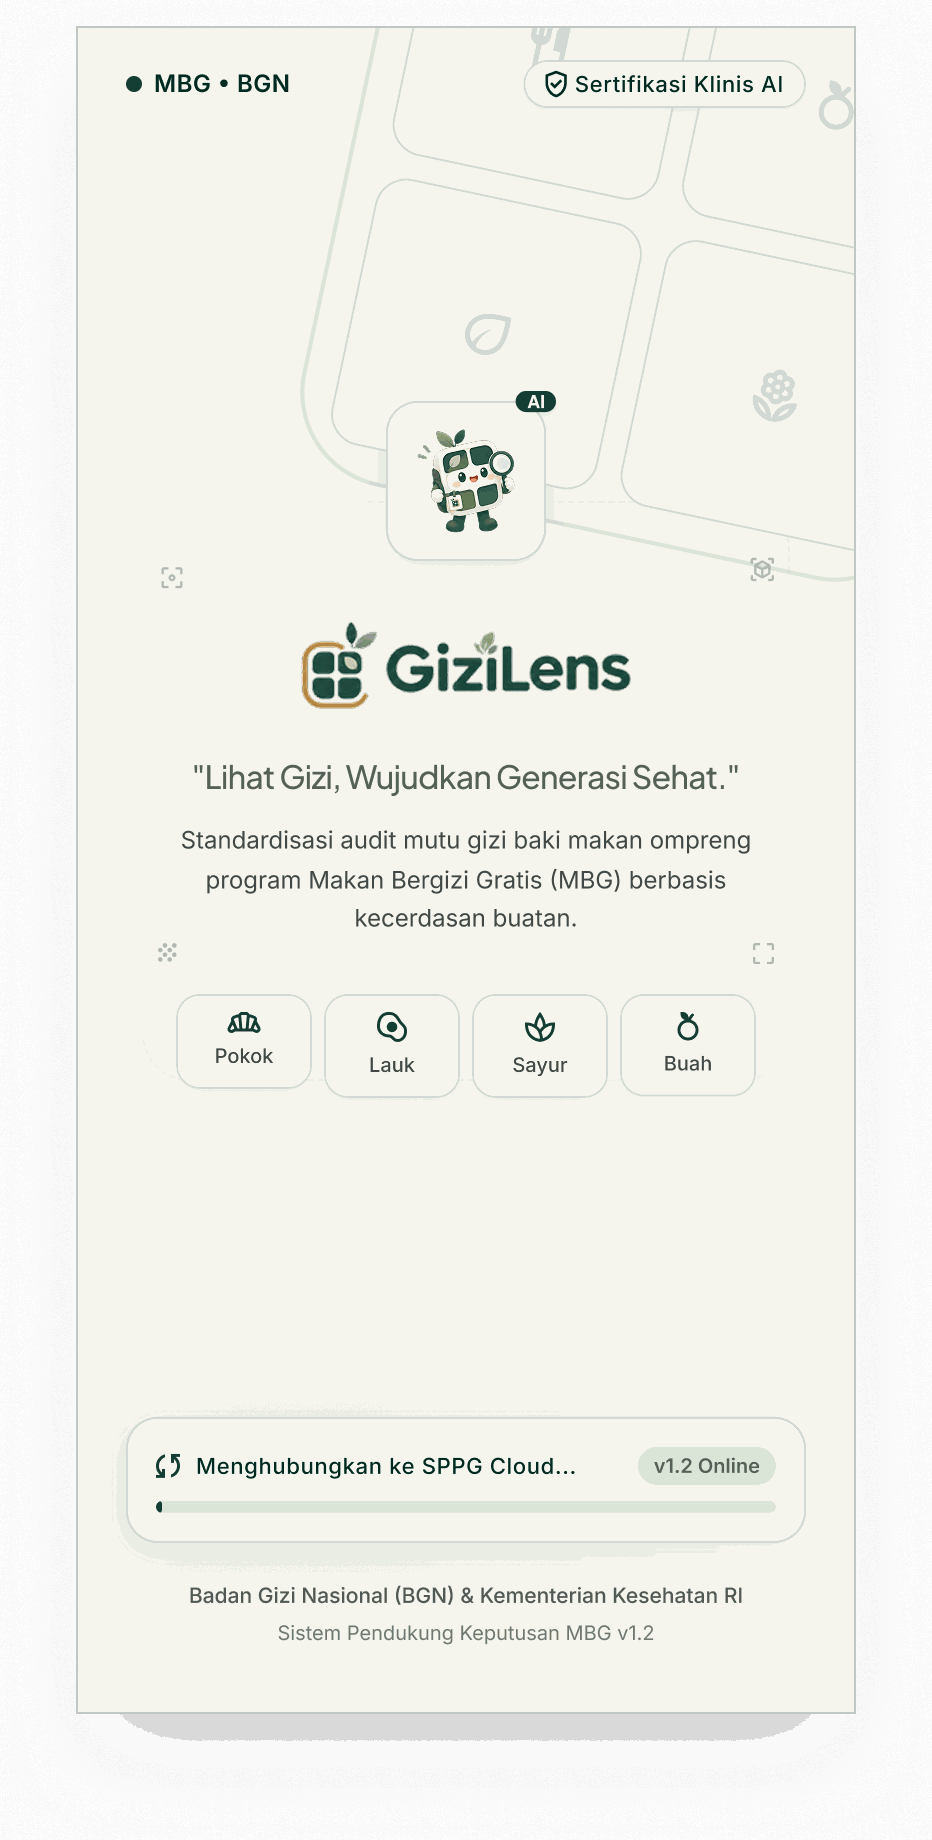 MBG • BGN
Sertifikasi Klinis AI
AI
GiziLens
"Lihat Gizi, Wujudkan Generasi Sehat."
Standardisasi audit mutu gizi baki makan ompreng
program Makan Bergizi Gratis (MBG) berbasis
kecerdasan buatan.
Pokok
Lauk
Sayur
Buah
Menghubungkan ke SPPG Cloud...
v1.2 Online
Badan Gizi Nasional (BGN) & Kementerian Kesehatan RI
Sistem Pendukung Keputusan MBG v1.2